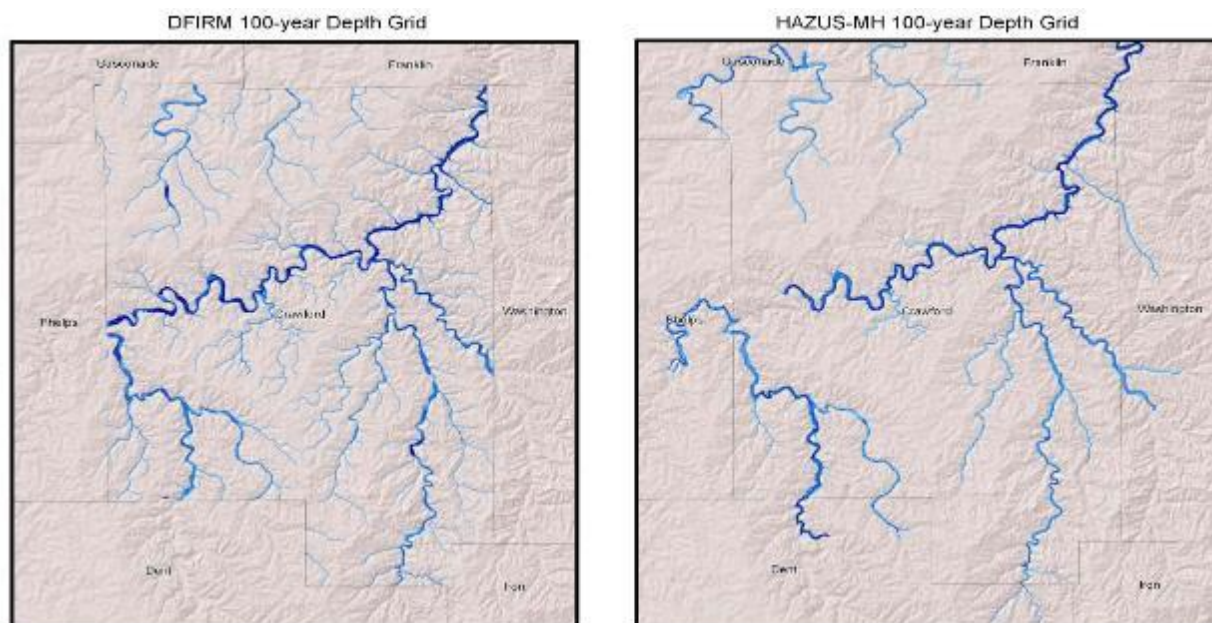 DFIRM 100-year Depth Grid
HAZUS-MH 100-year Depth Grid
Gasconade
Franklin
Gasconade
Franklin
Phelps
Crawford
Washington
Phelps
Crawford
Washington
Dent
Iron
Dent
Iron